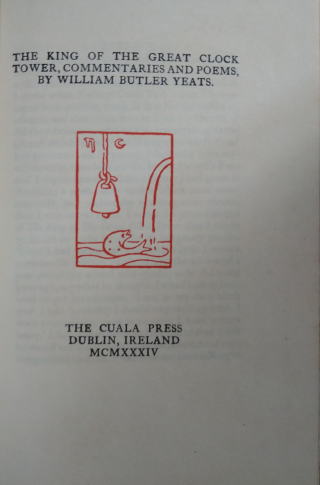 THE KING OF THE GREAT CLOCK
TOWER, COMMENTARIES AND POEMS,
BY WILLIAM BUTLER YEATS.
THE CUALA PRESS
DUBLIN, IRELAND
MCMXXXIV